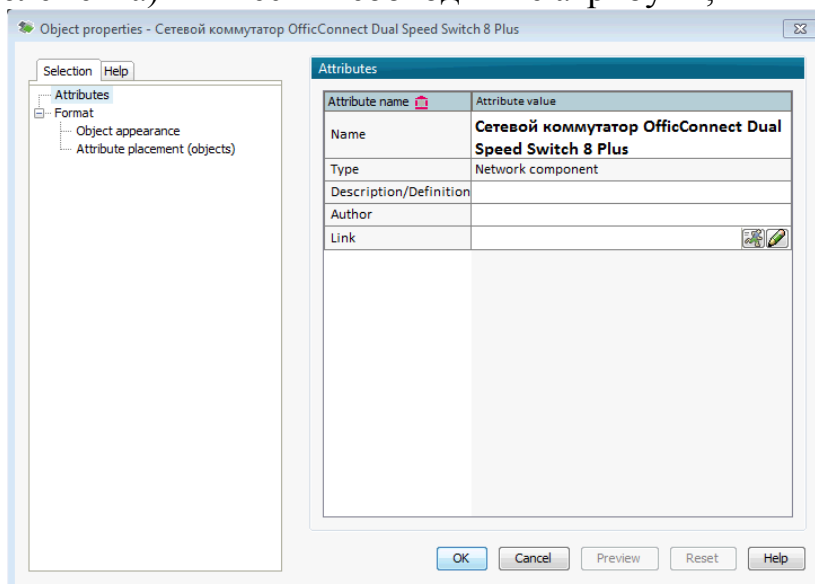 Object properties - Сетевой коммутатор OfficConnect Dual Speed Switch 8 Plus
Selection Help
Attributes
Format
Object appearance
Attribute placement (objects)
Attributes
Attribute name Attribute value
Name Сетевой коммутатор OfficConnect Dual
Speed Switch 8 Plus
Type Network component
Description/Definition
Author
Link
OK Cancel Preview Reset Help